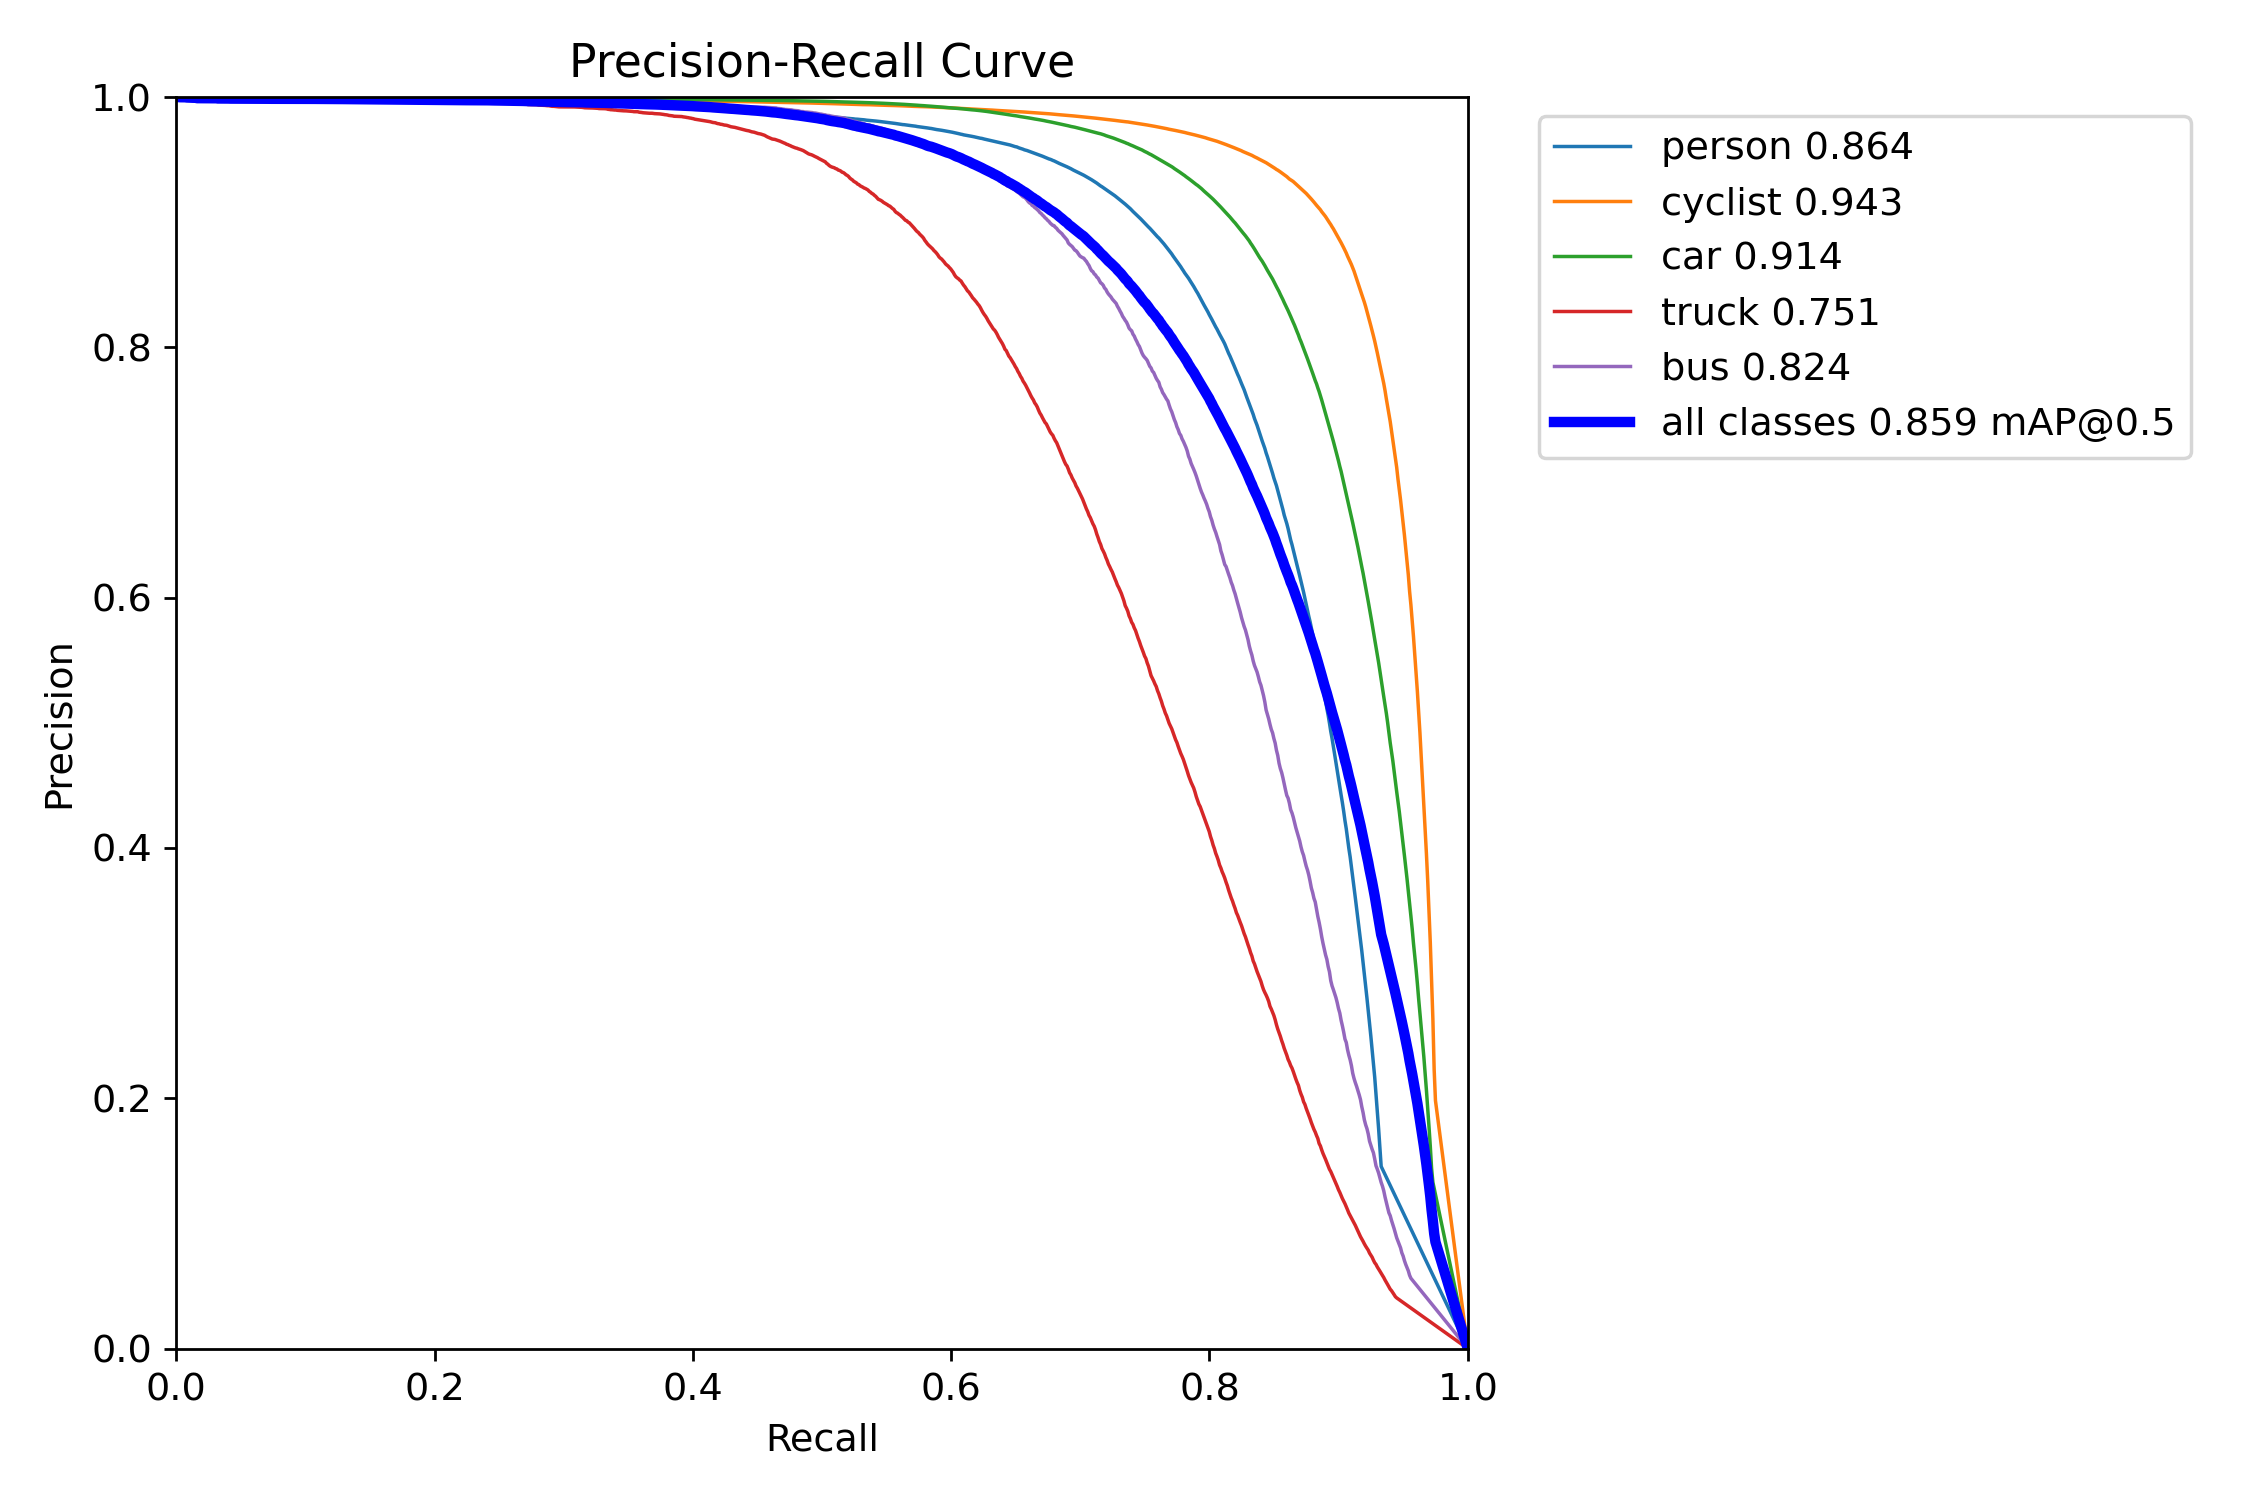 Precision-Recall Curve
1.0
0.8
0.6
0.4
0.2
0.0
Precision
0.0 0.2 0.4 0.6 0.8 1.0
Recall
person 0.864
cyclist 0.943
car 0.914
truck 0.751
bus 0.824
all classes 0.859 mAP@0.5